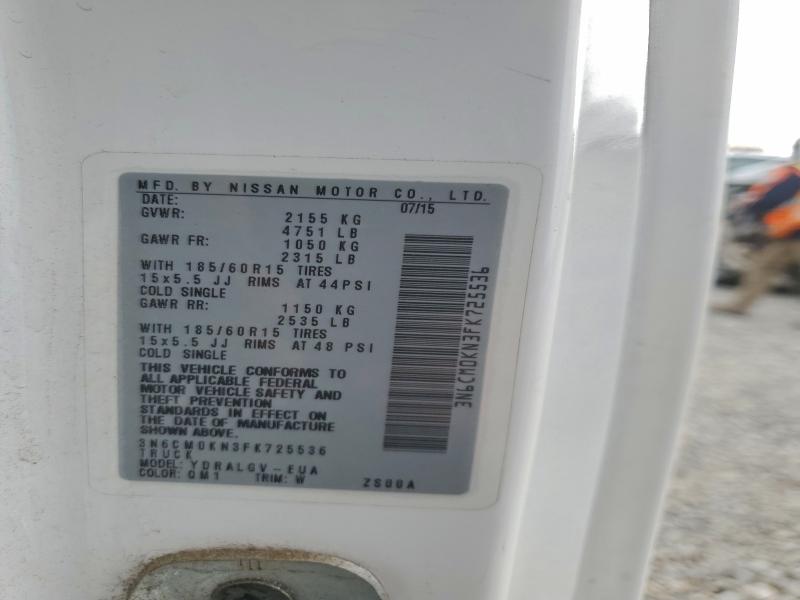 MFD. BY NISSAN MOTOR CO., LTD.
DATE: 07/15
GVWR: 2155 KG
4751 LB
GAWR FR: 1050 KG
2315 LB
WITH 185/60R15 TIRES
15x5.5 JJ RIMS AT 44PSI
COLD SINGLE
GAWR RR: 1150 KG
2535 LB
WITH 185/60R15 TIRES
15x5.5 JJ RIMS AT 48 PSI
COLD SINGLE
THIS VEHICLE CONFORMS TO
ALL APPLICABLE FEDERAL
MOTOR VEHICLE SAFETY AND
THEFT PREVENTION
STANDARDS IN EFFECT ON
THE DATE OF MANUFACTURE
SHOWN ABOVE.
3N6CM0KN3FK725536
TRUCK
MODEL: YDRALGV-EUA
COLOR: QM1 TRIM: W
ZS00A
3N6CM0KN3FK725536